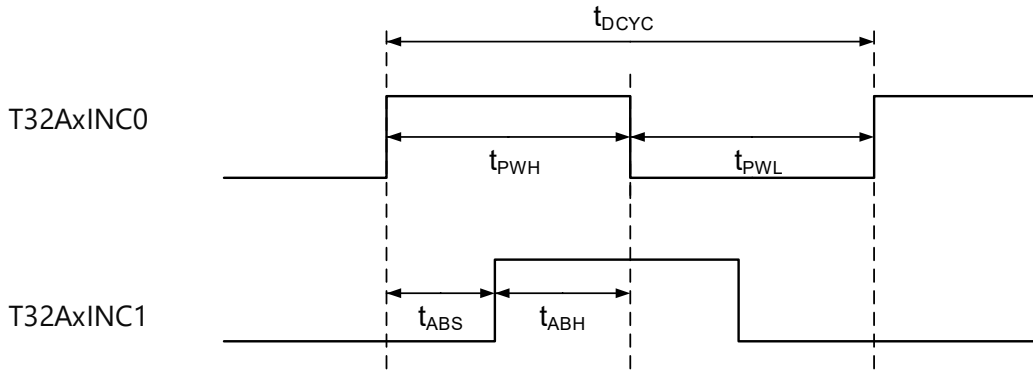 tDCYC
T32AxINC0
tPWH
tPWL
T32AxINC1
tABS
tABH